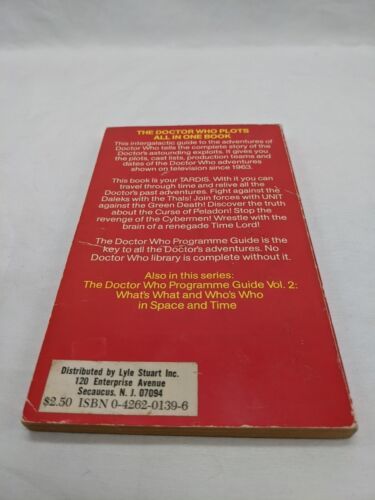 THE DOCTOR WHO PLOTS
ALL IN ONE BOOK
This intergalactic guide to the adventures of
Doctor Who tells the complete story of the
Doctor's astounding exploits. It gives you
the plots, cast lists, production teams and
dates of the Doctor Who adventures
shown on television since 1963.
This book is your TARDIS. With it you can
travel through time and relive all the
Doctor's past adventures. Fight against the
Daleks with the Thals! Join forces with UNIT
against the Green Death! Discover the truth
about the Curse of Peladon! Stop the
revenge of the Cybermen! Wrestle with the
brain of a renegade Time Lord!
The Doctor Who Programme Guide is the
key to all the Doctor's adventures. No
Doctor Who library is complete without it.
Also in this series:
The Doctor Who Programme Guide Vol. 2:
What's What and Who's Who
in Space and Time
Distributed by Lyle Stuart Inc.
120 Enterprise Avenue
Secaucus, N. J. 07094
$2.50 ISBN 0-4262-0139-6